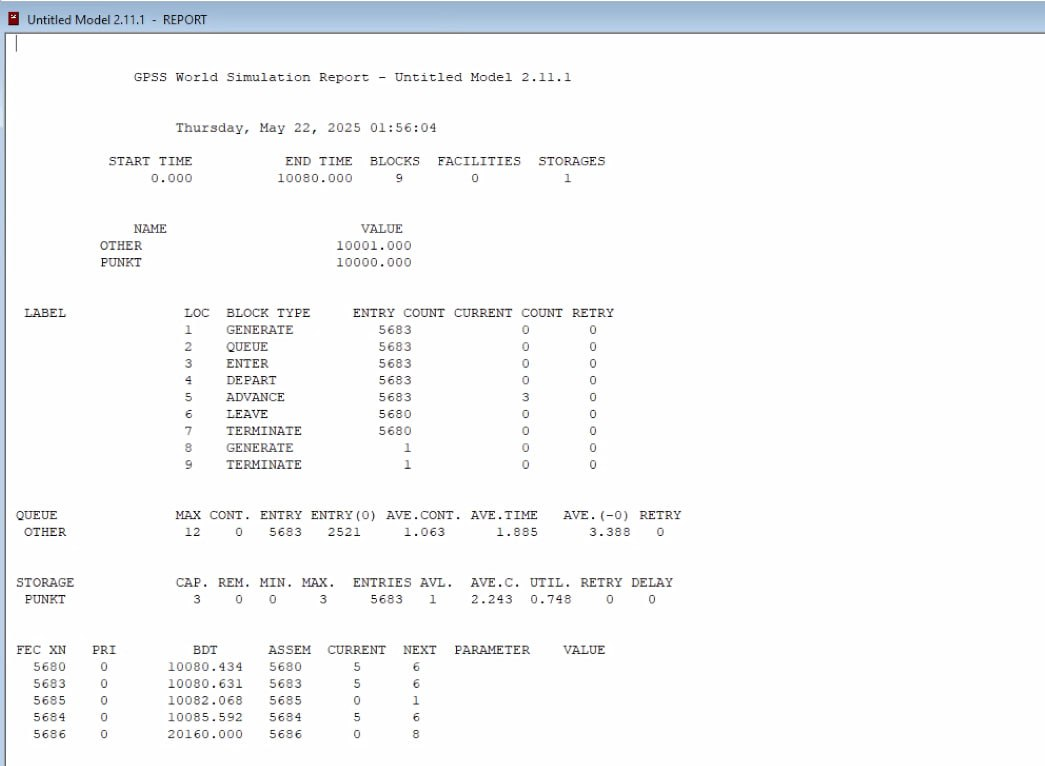 Untitled Model 2.11.1 - REPORT
GPSS World Simulation Report - Untitled Model 2.11.1
Thursday, May 22, 2025 01:56:04
START TIME END TIME BLOCKS FACILITIES STORAGES
0.000 10080.000 9 0 1
NAME VALUE
OTHER 10001.000
PUNKT 10000.000
LABEL LOC BLOCK TYPE ENTRY COUNT CURRENT COUNT RETRY
1 GENERATE 5683 0 0
2 QUEUE 5683 0 0
3 ENTER 5683 0 0
4 DEPART 5683 0 0
5 ADVANCE 5683 3 0
6 LEAVE 5680 0 0
7 TERMINATE 5680 0 0
8 GENERATE 1 0 0
9 TERMINATE 1 0 0
QUEUE MAX CONT. ENTRY ENTRY(0) AVE.CONT. AVE.TIME AVE.(-0) RETRY
OTHER 12 0 5683 2521 1.063 1.885 3.388 0
STORAGE CAP. REM. MIN. MAX. ENTRIES AVL. AVE.C. UTIL. RETRY DELAY
PUNKT 3 0 0 3 5683 1 2.243 0.748 0 0
FEC XN PRI BDT ASSEM CURRENT NEXT PARAMETER VALUE
5680 0 10080.434 5680 5 6
5683 0 10080.631 5683 5 6
5685 0 10082.068 5685 0 1
5684 0 10085.592 5684 5 6
5686 0 20160.000 5686 0 8